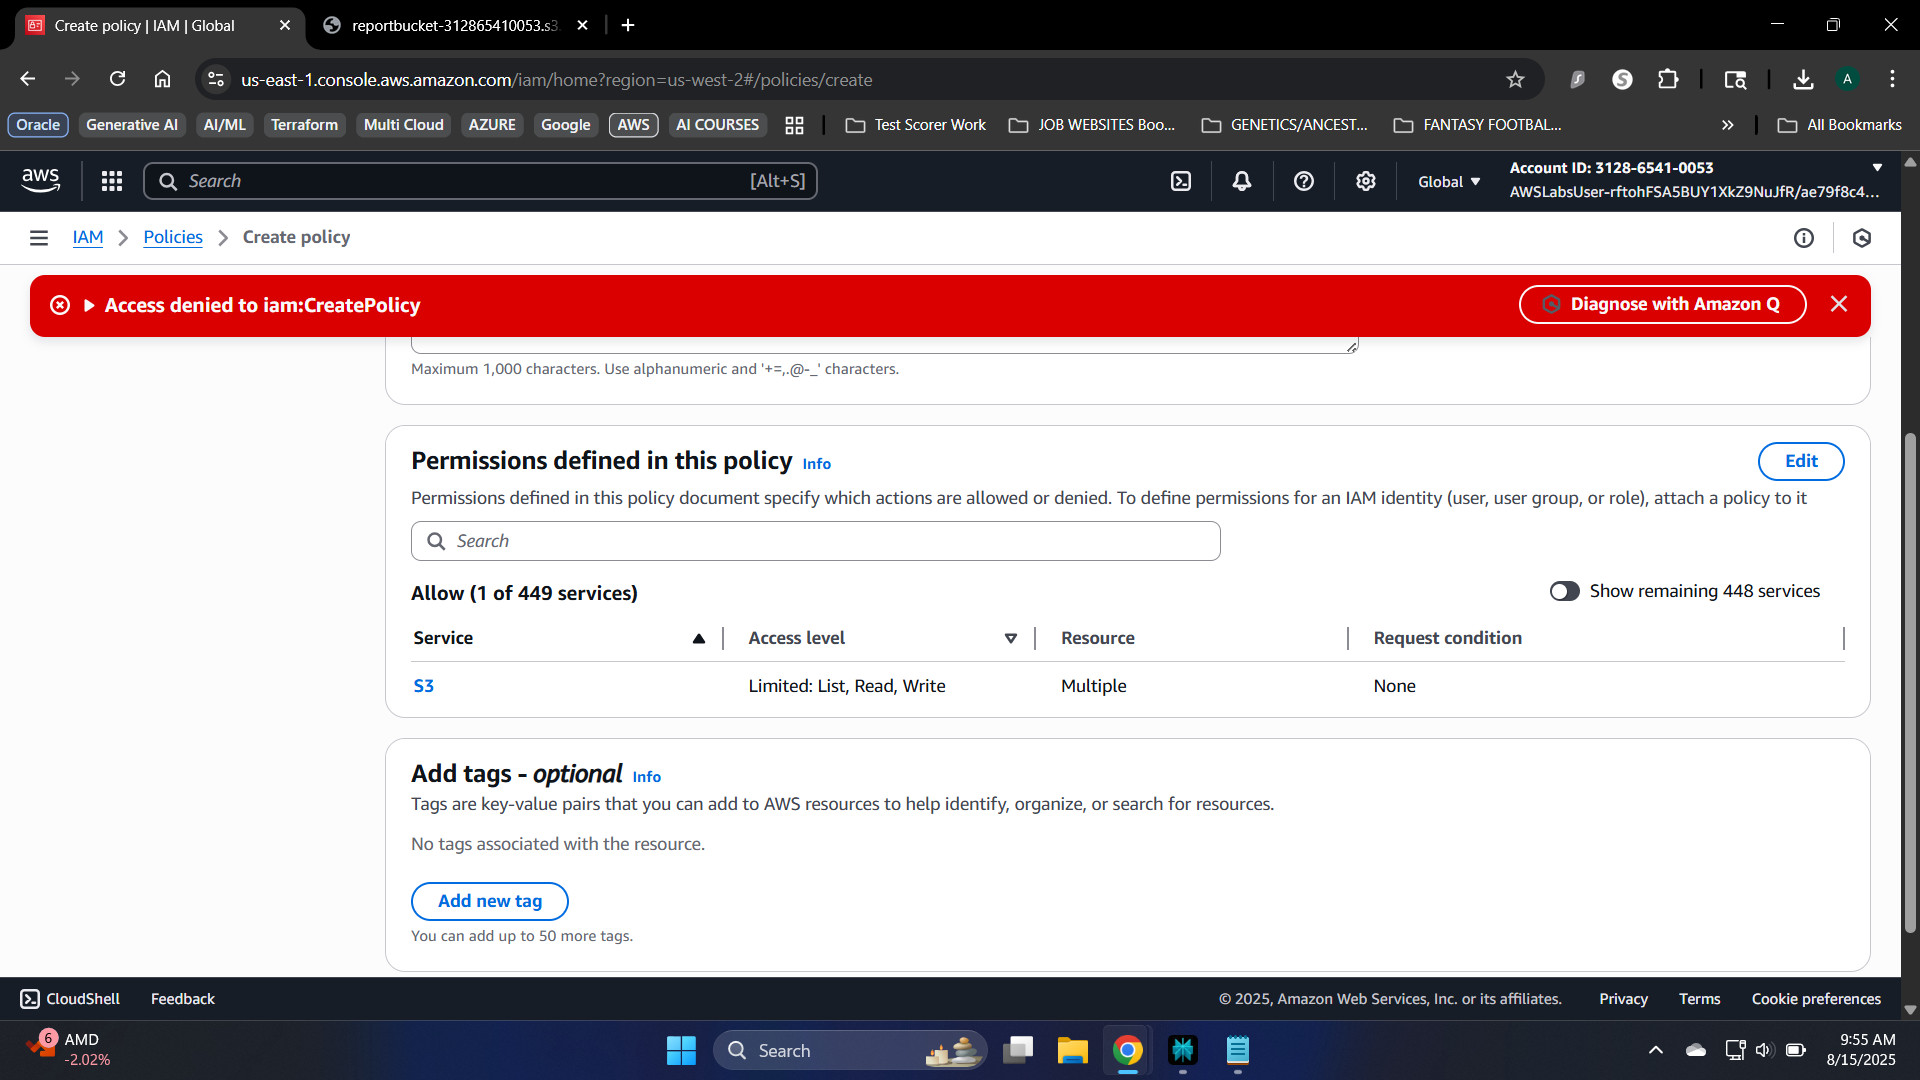 Create policy | IAM | Global
reportbucket-312865410053.s3.
us-east-1.console.aws.amazon.com/iam/home?region=us-west-2#/policies/create
A
Oracle
Generative AI
AI/ML
Terraform
Multi Cloud
AZURE
Google
AWS
AI COURSES
Test Scorer Work
JOB WEBSITES Boo...
GENETICS/ANCEST...
FANTASY FOOTBAL...
All Bookmarks
aws
Search
[Alt+S]
Global
Account ID: 3128-6541-0053
AWSLabsUser-rftohFSA5BUY1XkZ9NuJfR/ae79f8c4...
IAM
Policies
Create policy
Access denied to iam:CreatePolicy
Diagnose with Amazon Q
Maximum 1,000 characters. Use alphanumeric and '+=,.@-_' characters.
Permissions defined in this policy Info
Edit
Permissions defined in this policy document specify which actions are allowed or denied. To define permissions for an IAM identity (user, user group, or role), attach a policy to it
Search
Allow (1 of 449 services)
Show remaining 448 services
Service
Access level
Resource
Request condition
S3
Limited: List, Read, Write
Multiple
None
Add tags - optional Info
Tags are key-value pairs that you can add to AWS resources to help identify, organize, or search for resources.
No tags associated with the resource.
Add new tag
You can add up to 50 more tags.
CloudShell
Feedback
© 2025, Amazon Web Services, Inc. or its affiliates.
Privacy
Terms
Cookie preferences
6
AMD
-2.02%
Search
9:55 AM
8/15/2025